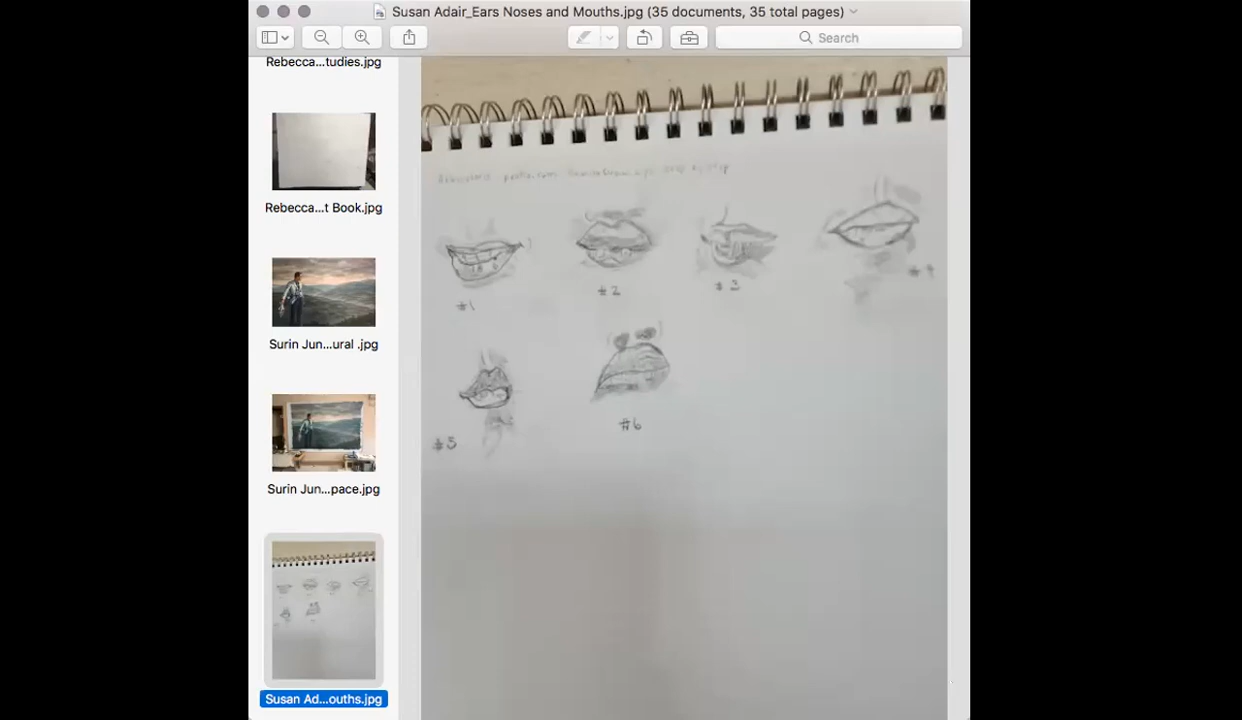 Susan Adair_Ears Noses and Mouths.jpg (35 documents, 35 total pages)
Search
Rebecca...tudies.jpg
Rebecca...t Book.jpg
Surin Jun...ural .jpg
Surin Jun...pace.jpg
Susan Ad...ouths.jpg
#1
#2
#3
#4
#5
#6